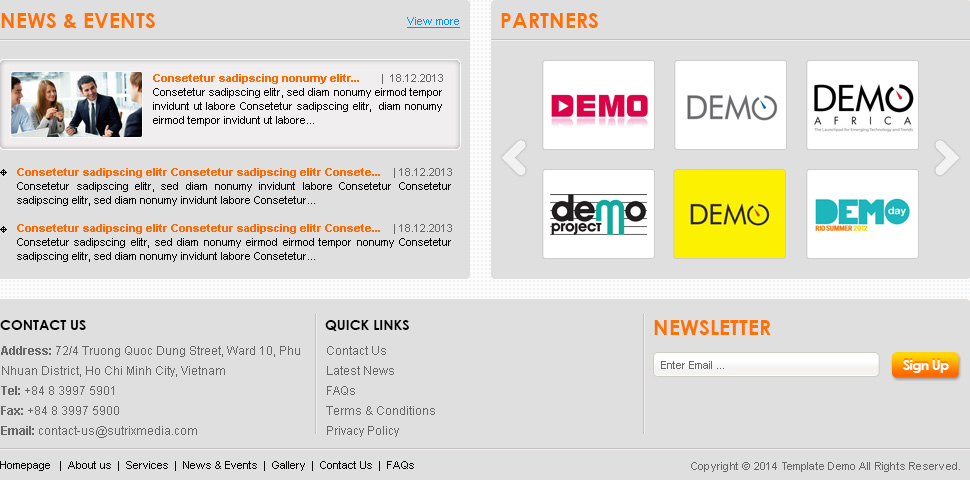 NEWS & EVENTS
View more
Consetetur sadipscing nonumy elitr... | 18.12.2013
Consetetur sadipscing elitr, sed diam nonumy eirmod tempor
invidunt ut labore Consetetur sadipscing elitr, diam nonumy
eirmod tempor invidunt ut labore...
Consetetur sadipscing elitr Consetetur sadipscing elitr Consete... | 18.12.2013
Consetetur sadipscing elitr, sed diam nonumy invidunt labore Consetetur Consetetur
sadipscing elitr, sed diam nonumy invidunt labore Consetetur...
Consetetur sadipscing elitr Consetetur sadipscing elitr Consete... | 18.12.2013
Consetetur sadipscing elitr, sed diam nonumy eirmod eirmod tempor nonumy Consetetur
sadipscing elitr, sed diam nonumy invidunt labore Consetetur...
PARTNERS
DEMO
DEMO
DEMO
AFRICA
The Launchpad for Emerging Technology and Trends
demo
project
DEMO
DEMO day
RIO SUMMER 2012
CONTACT US
Address: 72/4 Truong Quoc Dung Street, Ward 10, Phu
Nhuan District, Ho Chi Minh City, Vietnam
Tel: +84 8 3997 5901
Fax: +84 8 3997 5900
Email: contact-us@sutrixmedia.com
QUICK LINKS
Contact Us
Latest News
FAQs
Terms & Conditions
Privacy Policy
NEWSLETTER
Enter Email ...
Sign Up
Homepage | About us | Services | News & Events | Gallery | Contact Us | FAQs
Copyright © 2014 Template Demo All Rights Reserved.